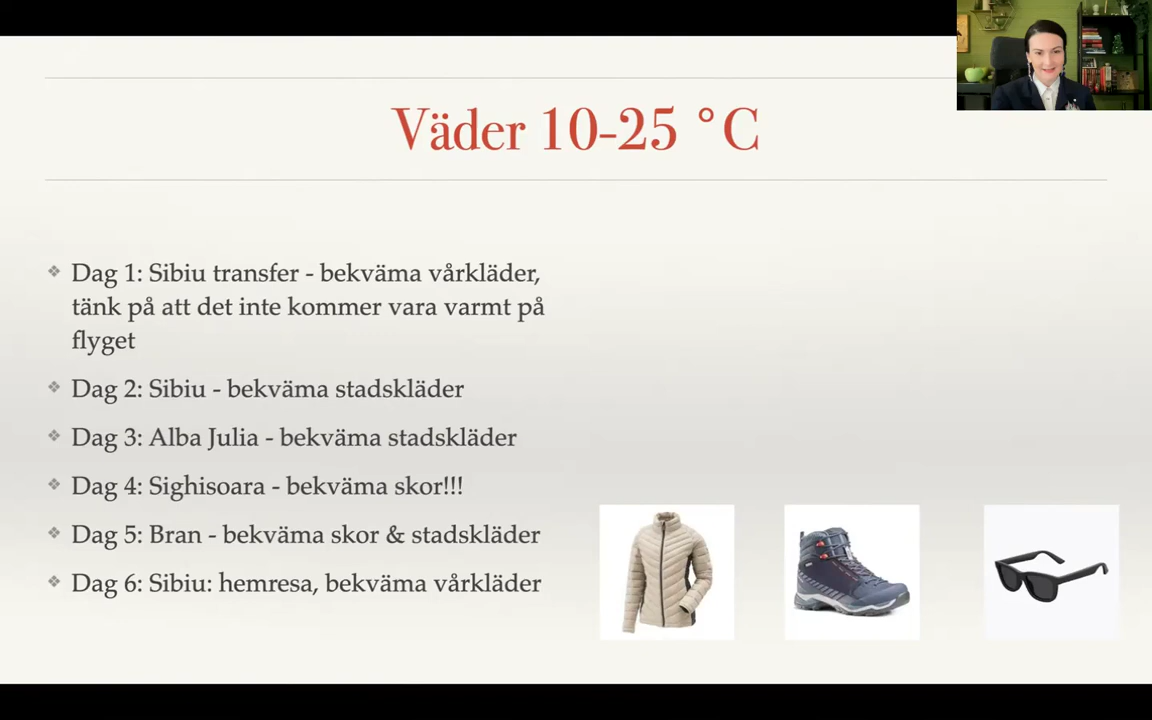 Väder 10-25 °C
Dag 1: Sibiu transfer - bekväma vårkläder,
tänk på att det inte kommer vara varmt på
flyget
Dag 2: Sibiu - bekväma stadskläder
Dag 3: Alba Julia - bekväma stadskläder
Dag 4: Sighisoara - bekväma skor!!!
Dag 5: Bran - bekväma skor & stadskläder
Dag 6: Sibiu: hemresa, bekväma vårkläder